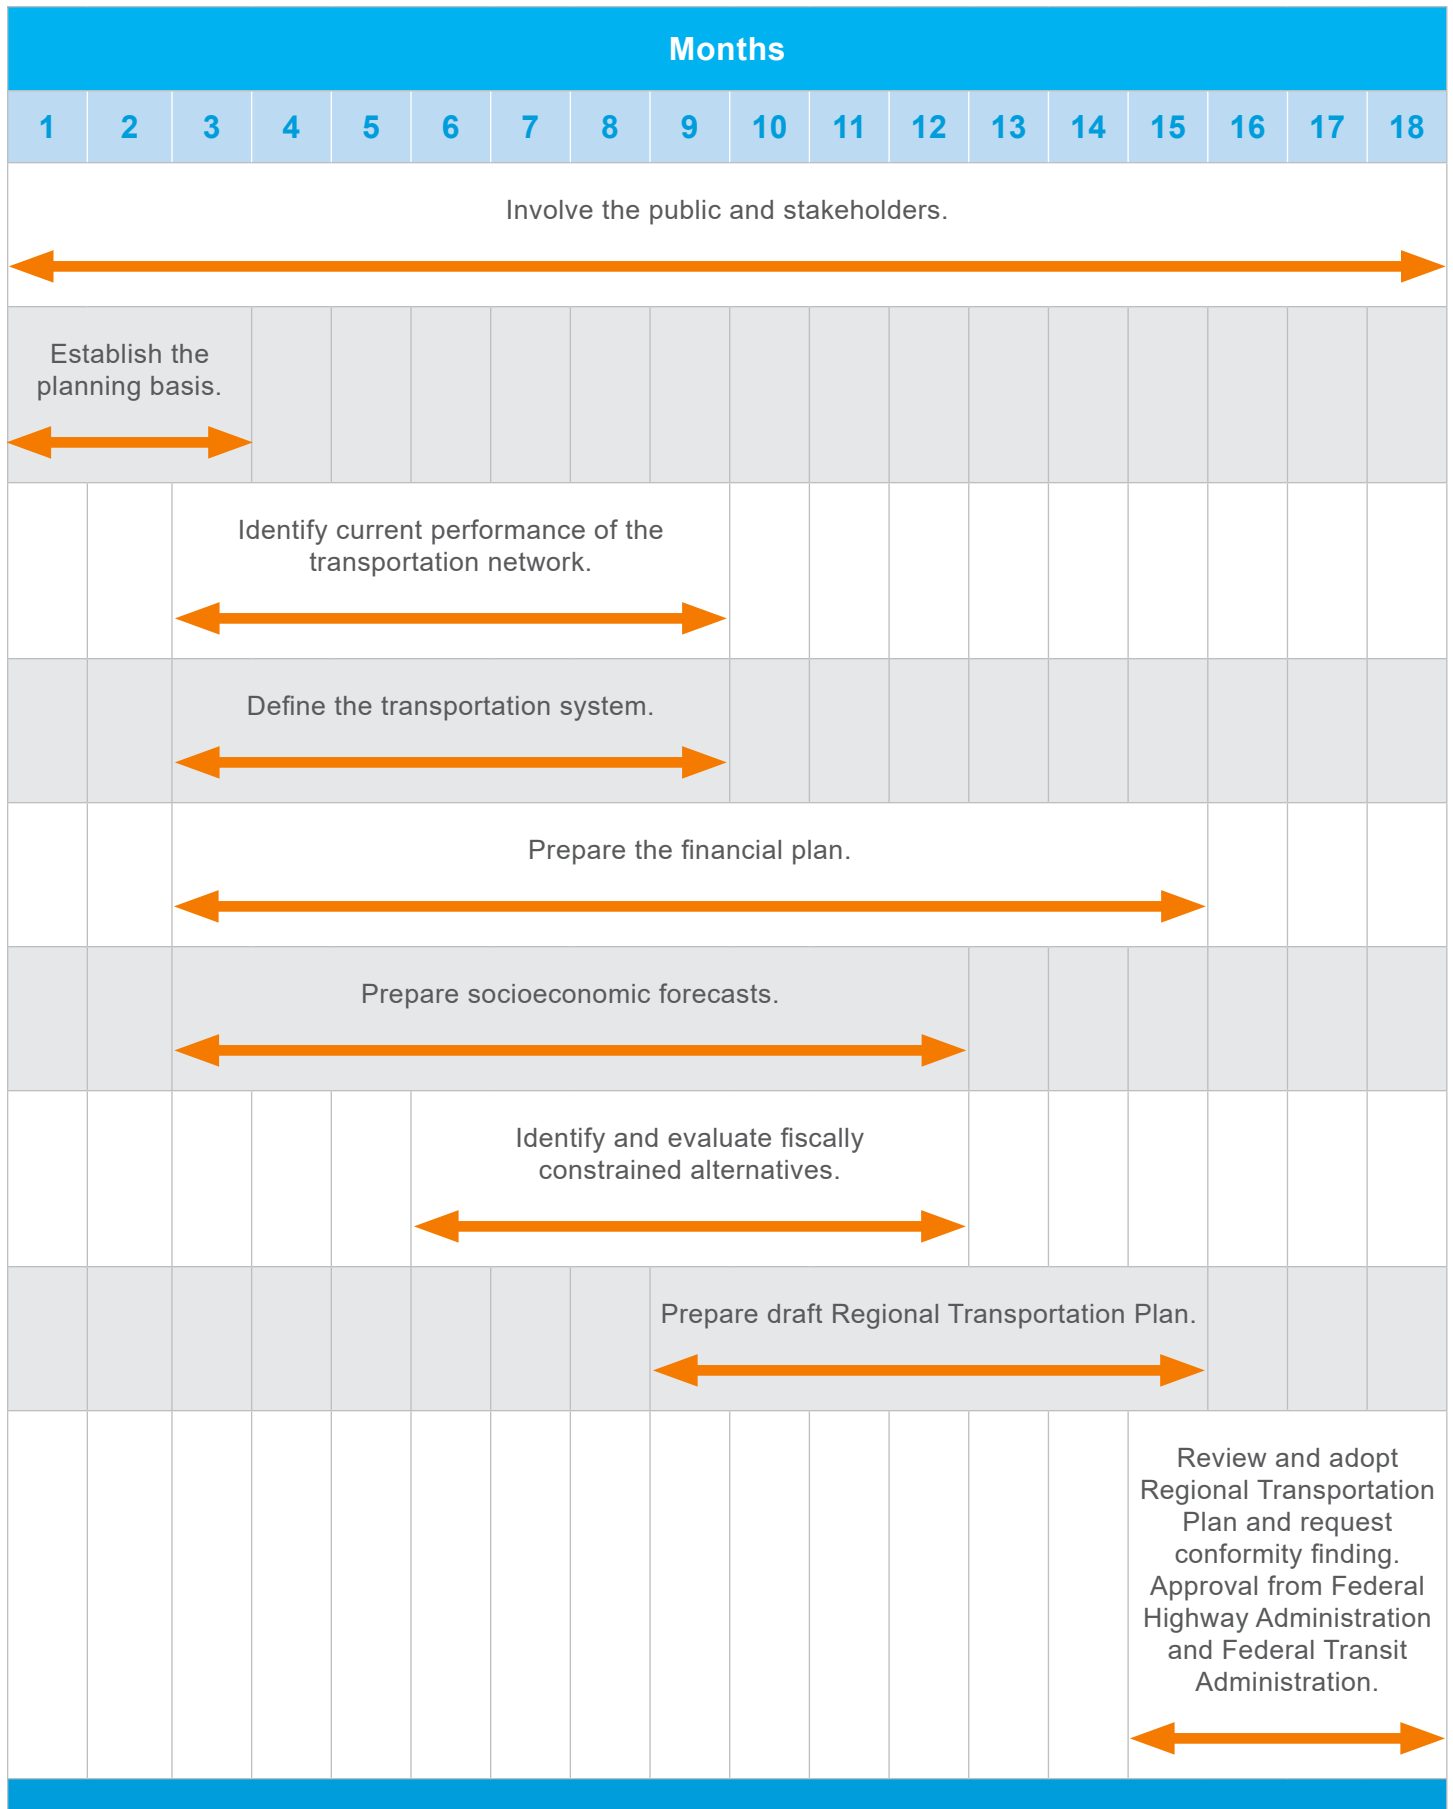 Months
1 2 3 4 5 6 7 8 9 10 11 12 13 14 15 16 17 18
Involve the public and stakeholders.
Establish the
planning basis.
Identify current performance of the
transportation network.
Define the transportation system.
Prepare the financial plan.
Prepare socioeconomic forecasts.
Identify and evaluate fiscally
constrained alternatives.
Prepare draft Regional Transportation Plan.
Review and adopt
Regional Transportation
Plan and request
conformity finding.
Approval from Federal
Highway Administration
and Federal Transit
Administration.